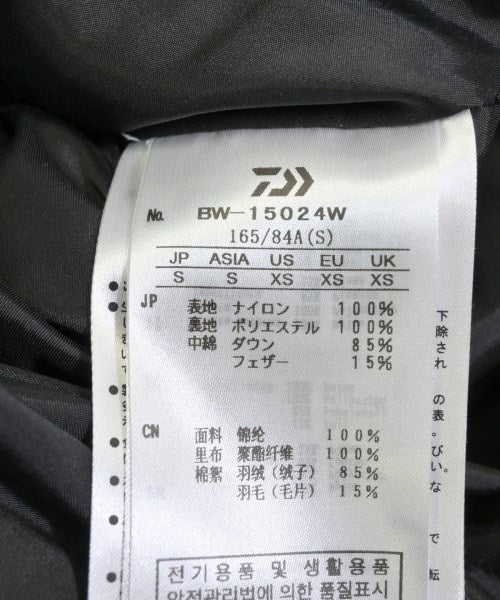 No. BW-15024W
165/84A(S)
JP ASIA US EU UK
S S XS XS XS
JP 表地 ナイロン 100%
裏地 ポリエステル 100%
中綿 ダウン 85%
フェザー 15%
CN 面料 锦纶 100%
里布 聚酯纤维 100%
棉絮 羽绒(绒子) 85%
羽毛(毛片) 15%
전기용품 및 생활용품
안전관리법에 의한 품질표시